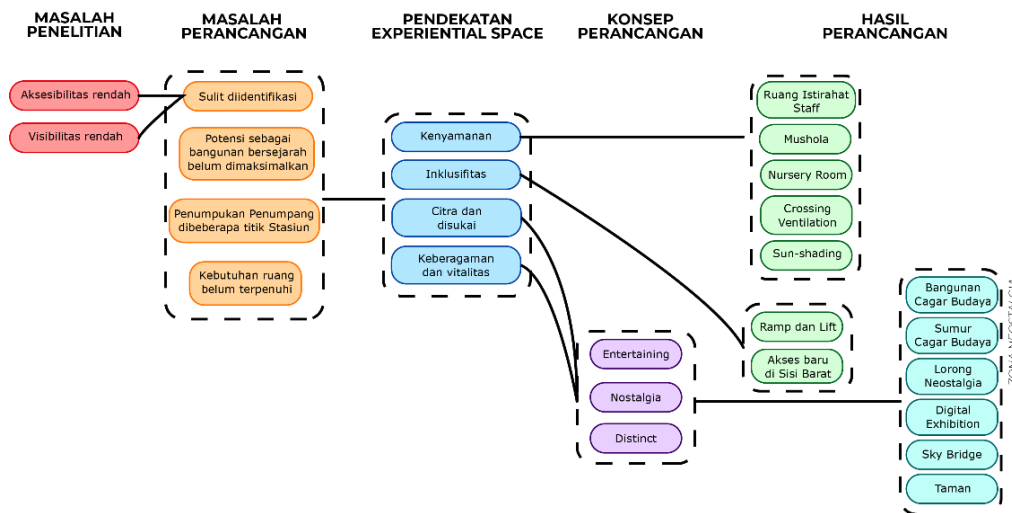 MASALAH
PENELITIAN
MASALAH
PERANCANGAN
PENDEKATAN
EXPERIENTIAL SPACE
KONSEP
PERANCANGAN
HASIL
PERANCANGAN
Aksesibilitas rendah
Visibilitas rendah
Sulit diidentifikasi
Potensi sebagai
bangunan bersejarah
belum dimaksimalkan
Penumpukan Penumpang
dibeberapa titik Stasiun
Kebutuhan ruang
belum terpenuhi
Kenyamanan
Inklusifitas
Citra dan
disukai
Keberagaman
dan vitalitas
Entertaining
Nostalgia
Distinct
Ruang Istirahat
Staff
Mushola
Nursery Room
Crossing
Ventilation
Sun-shading
Ramp dan Lift
Akses baru
di Sisi Barat
Bangunan
Cagar Budaya
Sumur
Cagar Budaya
Lorong
Neostalgia
Digital
Exhibition
Sky Bridge
Taman